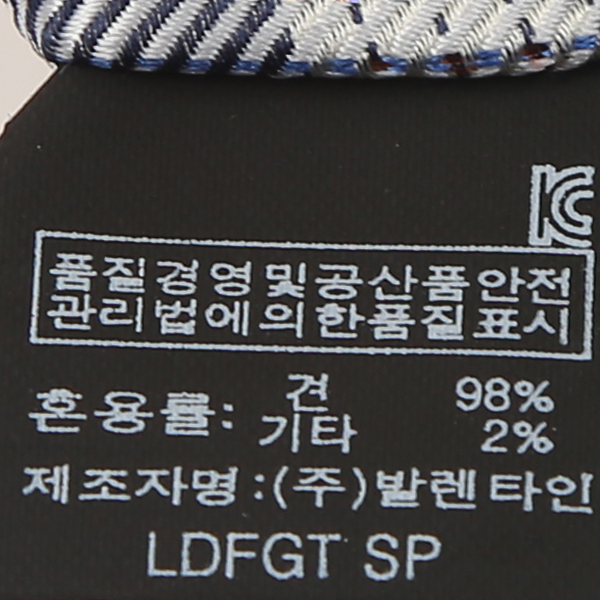 KC
품질경영및공산품안전
관리법에의한품질표시
혼용률: 견 98%
기타 2%
제조자명:(주)발렌타인
LDFGT SP